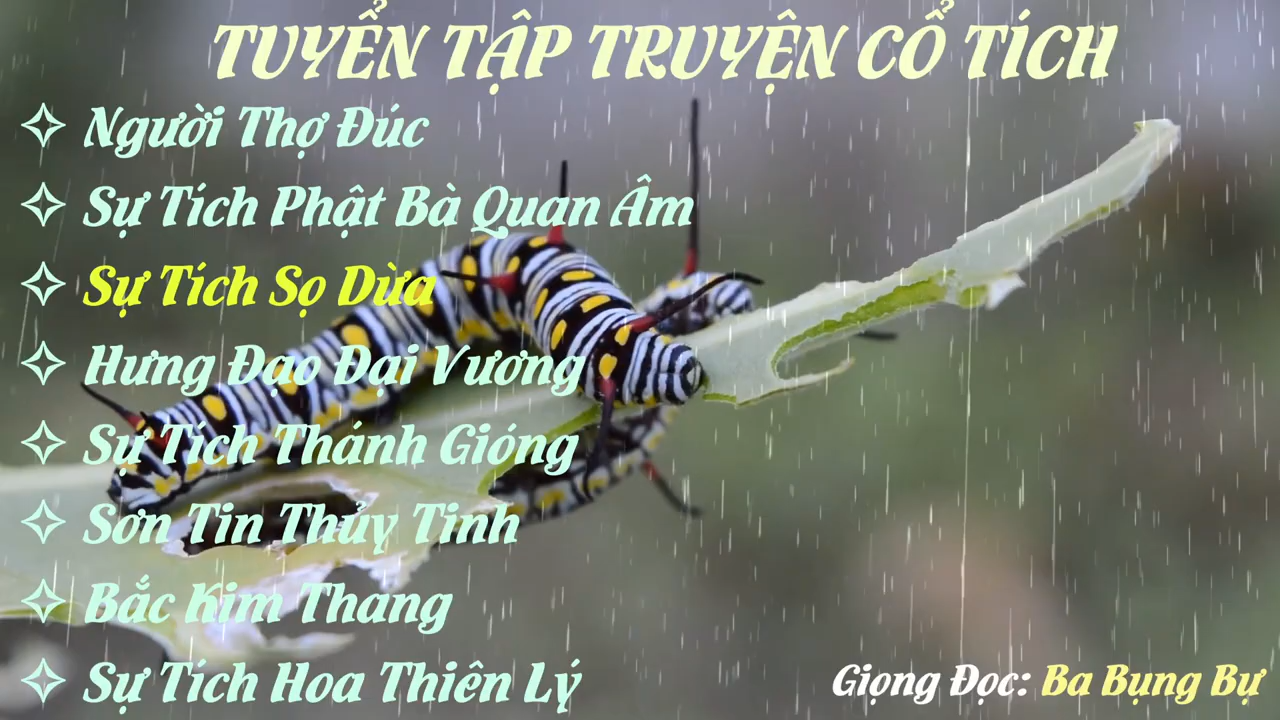 TUYỂN TẬP TRUYỆN CỔ TÍCH
Người Thợ Đúc
Sự Tích Phật Bà Quan Âm
Sự Tích Sọ Dừa
Hưng Đạo Đại Vương
Sự Tích Thánh Gióng
Sơn Tin Thủy Tinh
Bắc Kim Thang
Sự Tích Hoa Thiên Lý
Giọng Đọc: Ba Bụng Bự